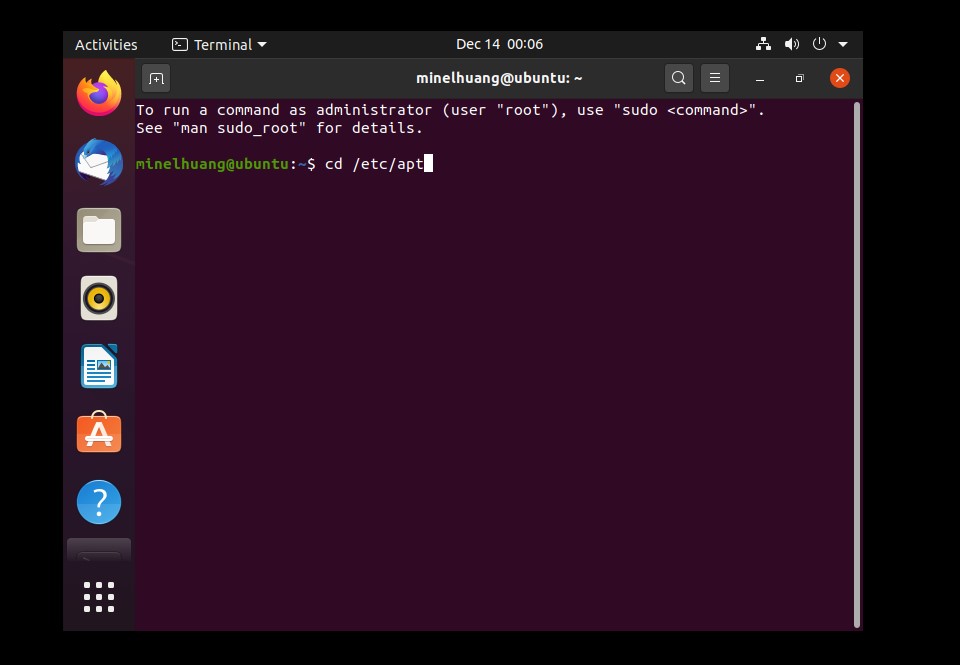 Activities Terminal Dec 14 00:06
minelhuang@ubuntu: ~
To run a command as administrator (user "root"), use "sudo <command>".
See "man sudo_root" for details.
minelhuang@ubuntu:~$ cd /etc/apt